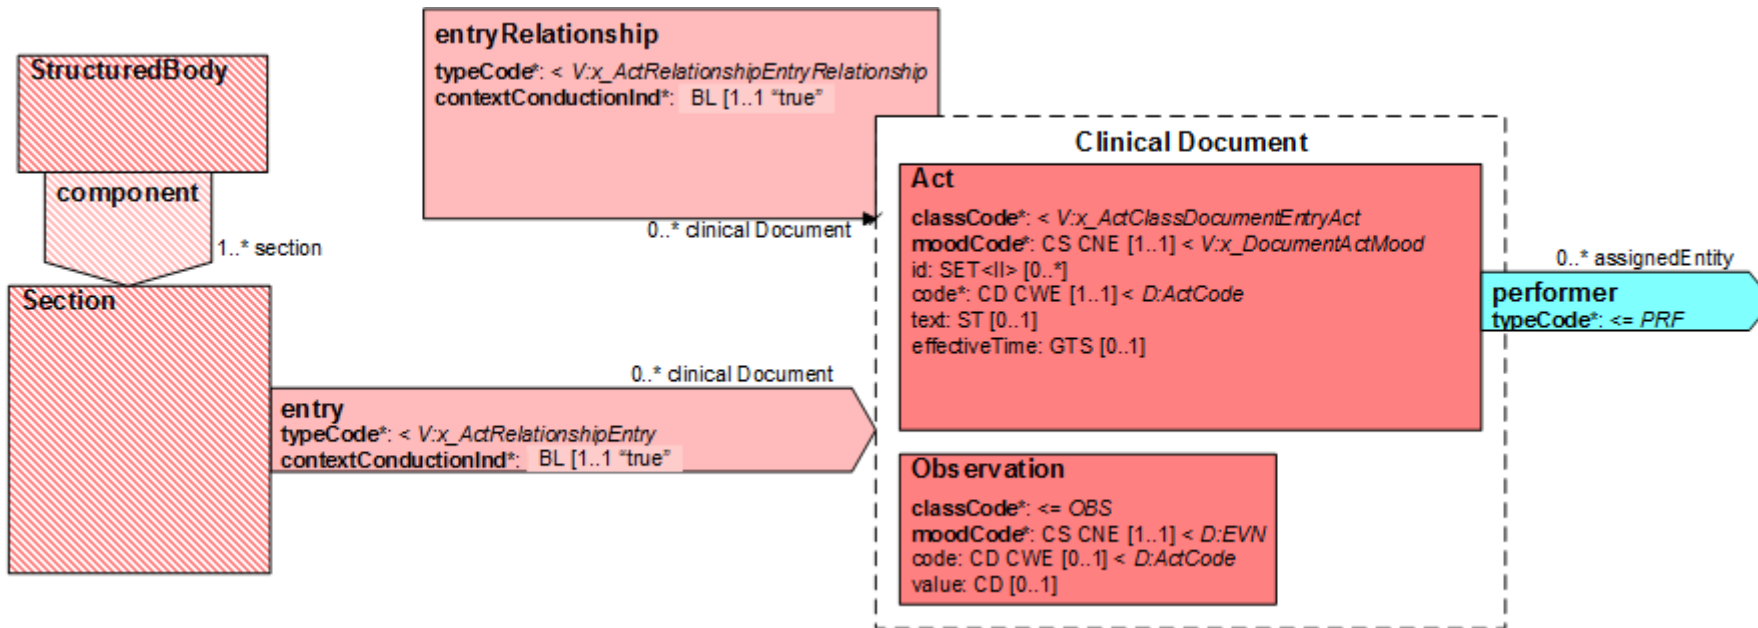 StructuredBody
component
1..* section
Section
entryRelationship
typeCode*: < V:x_ActRelationshipEntryRelationship
contextConductionInd*: BL [1..1 “true”
0..* clinical Document
0..* clinical Document
entry
typeCode*: < V:x_ActRelationshipEntry
contextConductionInd*: BL [1..1 “true”
Clinical Document
Act
classCode*: < V:x_ActClassDocumentEntryAct
moodCode*: CS CNE [1..1] < V:x_DocumentActMood
id: SET<II> [0..*]
code*: CD CWE [1..1] < D:ActCode
text: ST [0..1]
effectiveTime: GTS [0..1]
Observation
classCode*: <= OBS
moodCode*: CS CNE [1..1] < D:EVN
code: CD CWE [0..1] < D:ActCode
value: CD [0..1]
0..* assignedEntity
performer
typeCode*: <= PRF